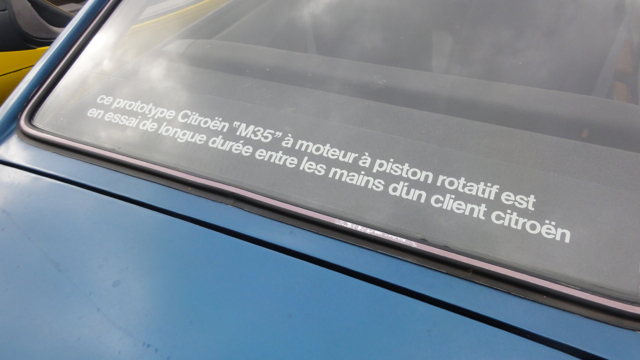 ce prototype Citroën "M35" à moteur à piston rotatif est
en essai de longue durée entre les mains d'un client citroën